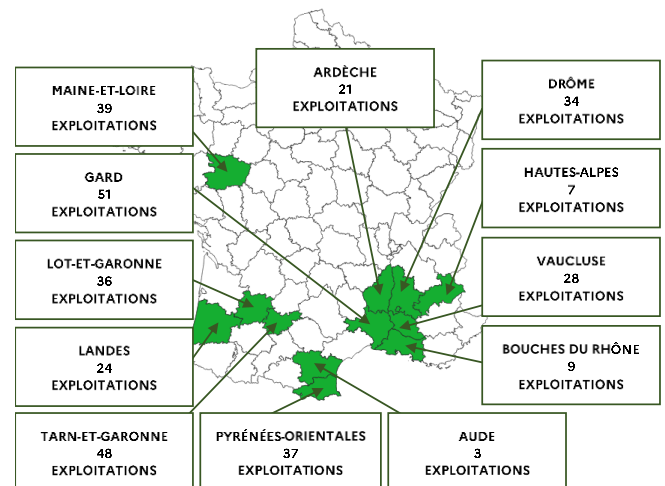 MAINE-ET-LOIRE
39
EXPLOITATIONS
ARDÈCHE
21
EXPLOITATIONS
DRÔME
34
EXPLOITATIONS
GARD
51
EXPLOITATIONS
HAUTES-ALPES
7
EXPLOITATIONS
LOT-ET-GARONNE
36
EXPLOITATIONS
VAUCLUSE
28
EXPLOITATIONS
LANDES
24
EXPLOITATIONS
BOUCHES DU RHÔNE
9
EXPLOITATIONS
TARN-ET-GARONNE
48
EXPLOITATIONS
PYRÉNÉES-ORIENTALES
37
EXPLOITATIONS
AUDE
3
EXPLOITATIONS